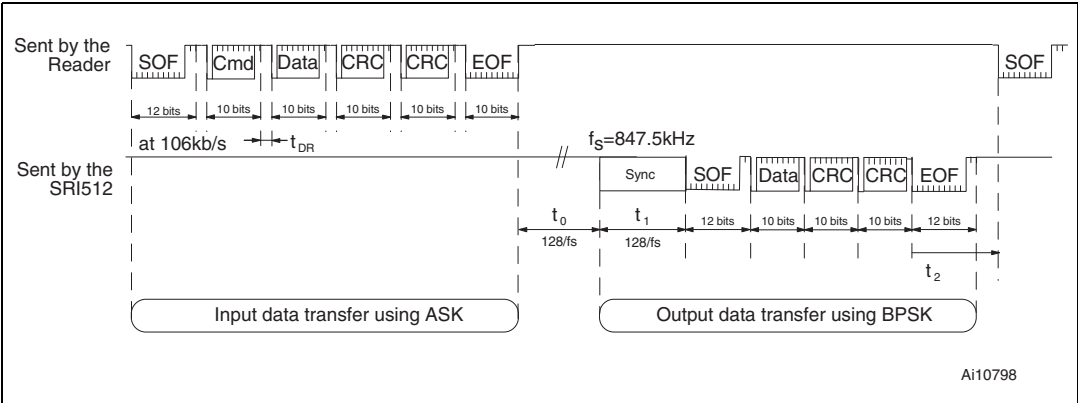 Sent by the
Reader
SOF
Cmd
Data
CRC
CRC
EOF
SOF
12 bits
10 bits
10 bits
10 bits
10 bits
10 bits
at 106kb/s
tDR
fS=847.5kHz
Sent by the
SRI512
Sync
SOF
Data
CRC
CRC
EOF
t0
t1
12 bits
10 bits
10 bits
10 bits
12 bits
128/fs
128/fs
t2
Input data transfer using ASK
Output data transfer using BPSK
Ai10798